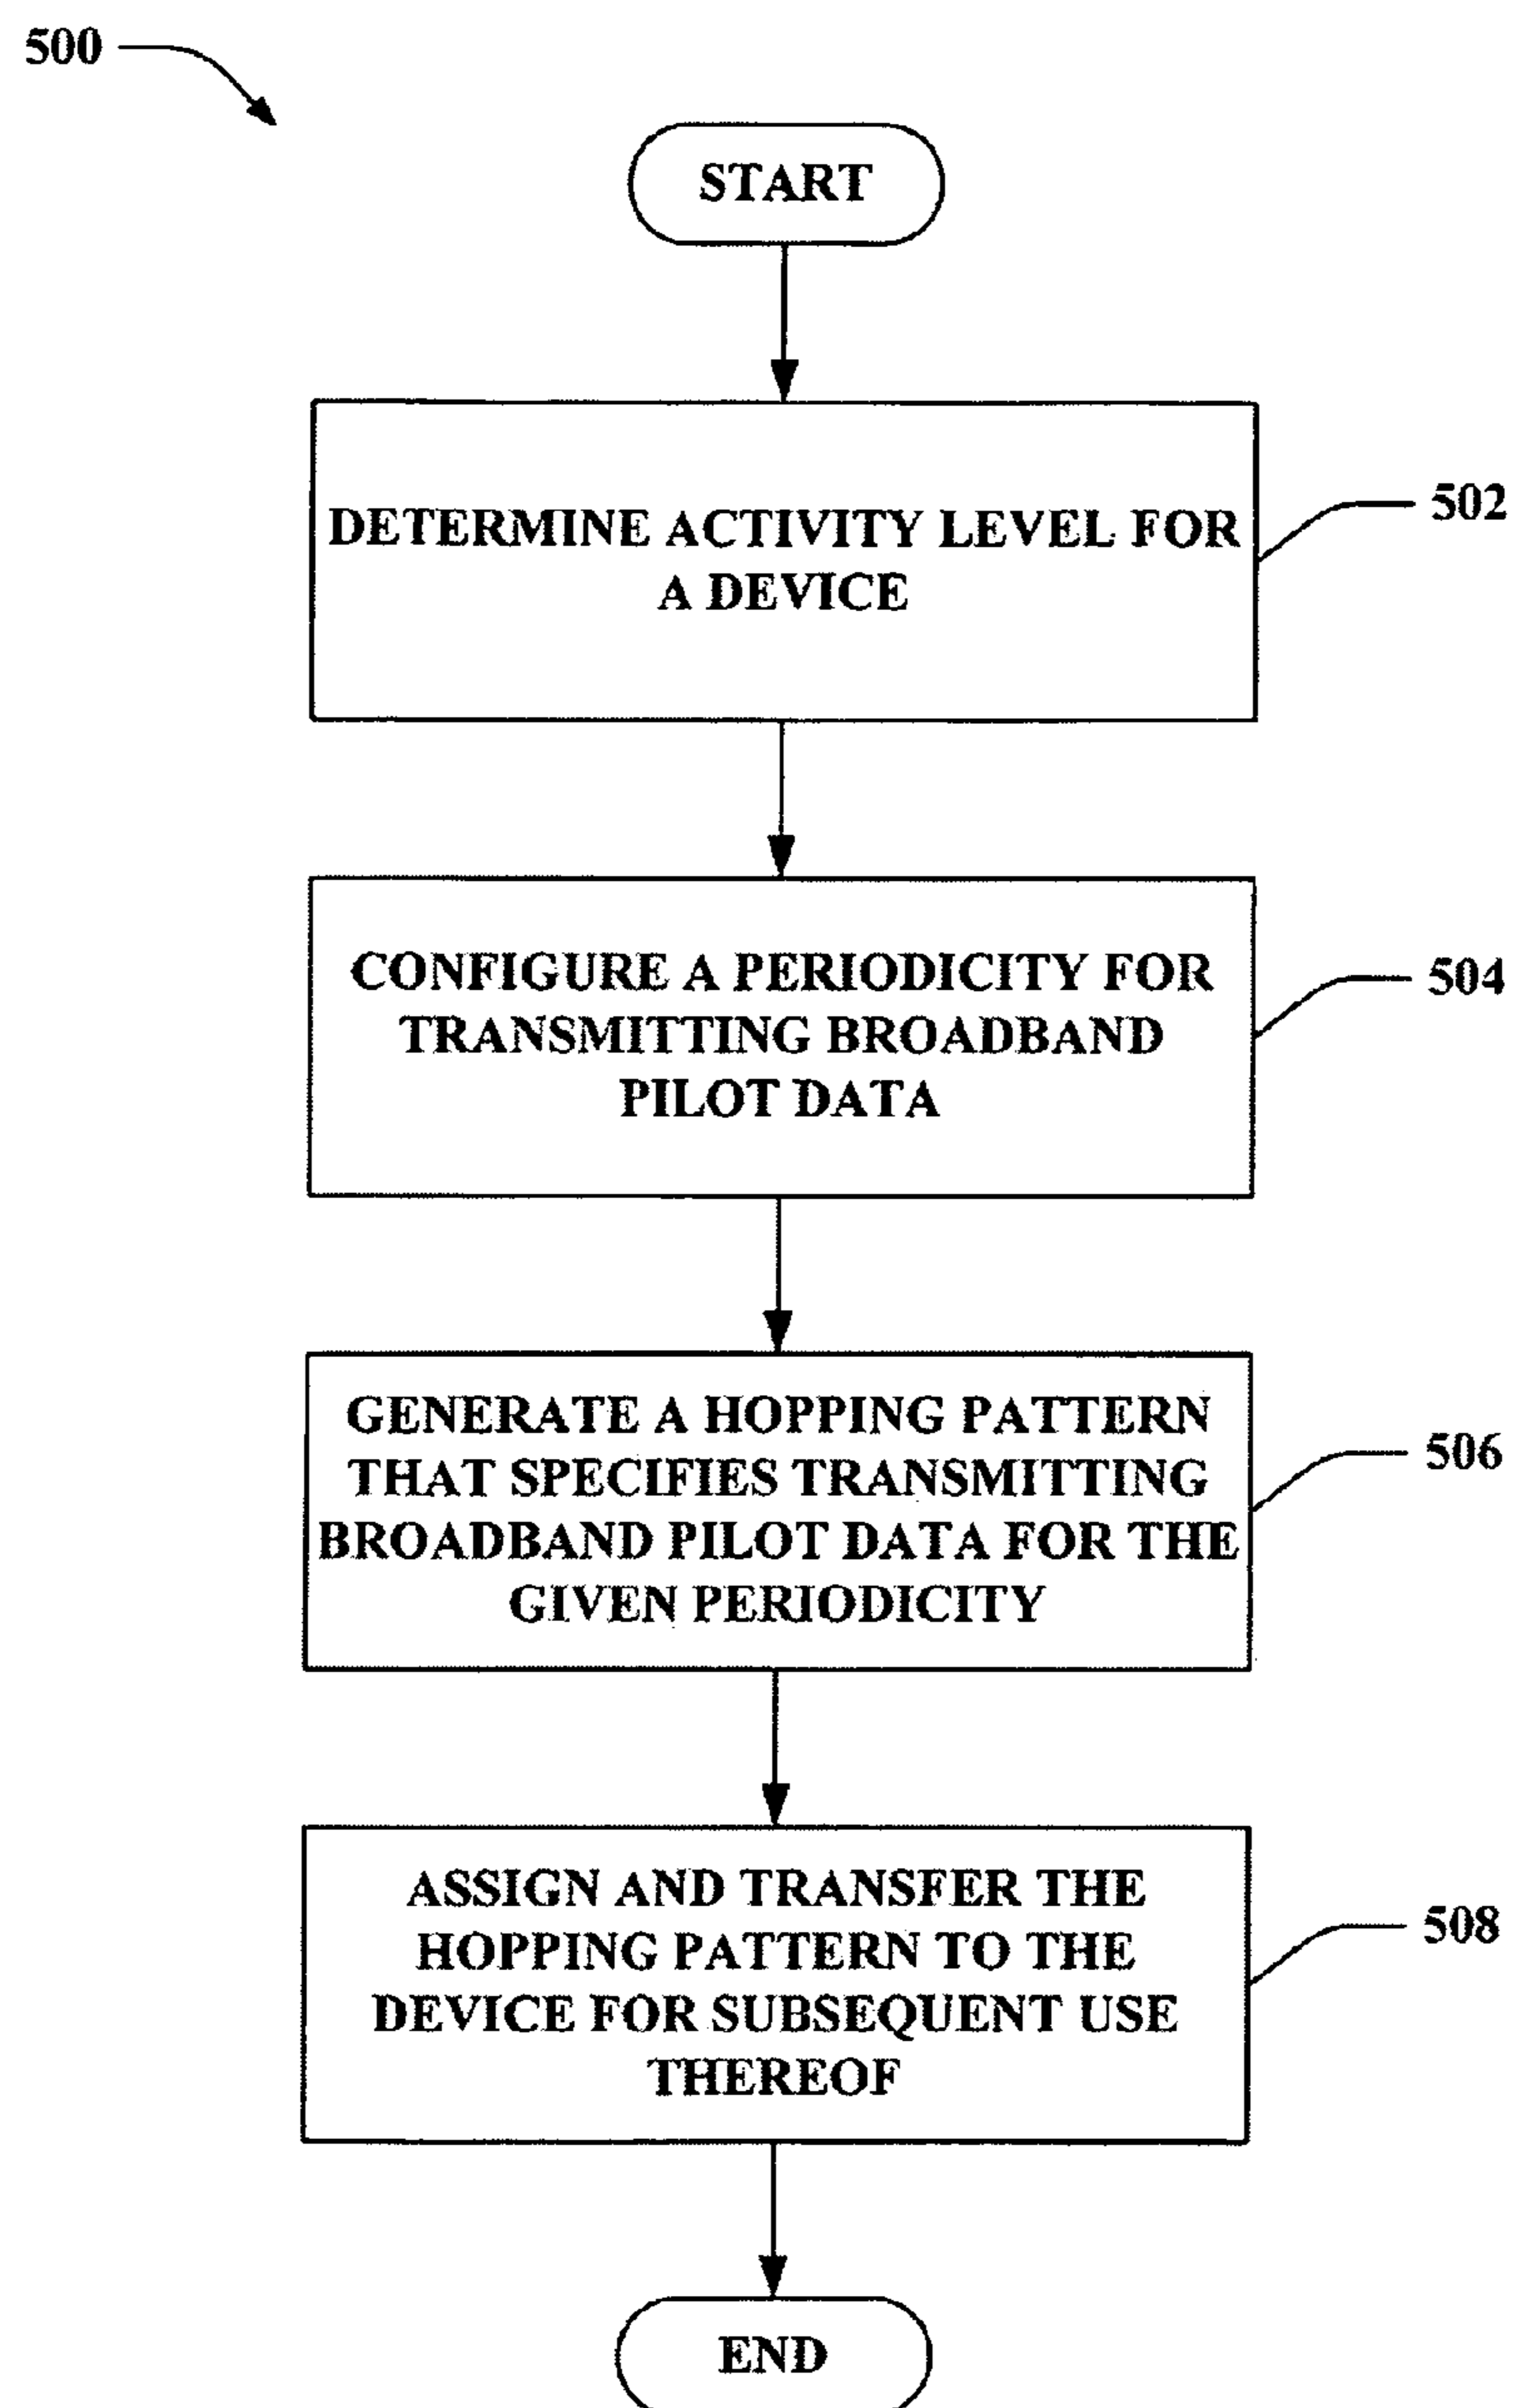 500
START
DETERMINE ACTIVITY LEVEL FOR
A DEVICE
502
CONFIGURE A PERIODICITY FOR
TRANSMITTING BROADBAND
PILOT DATA
504
GENERATE A HOPPING PATTERN
THAT SPECIFIES TRANSMITTING
BROADBAND PILOT DATA FOR THE
GIVEN PERIODICITY
506
ASSIGN AND TRANSFER THE
HOPPING PATTERN TO THE
DEVICE FOR SUBSEQUENT USE
THEREOF
508
END